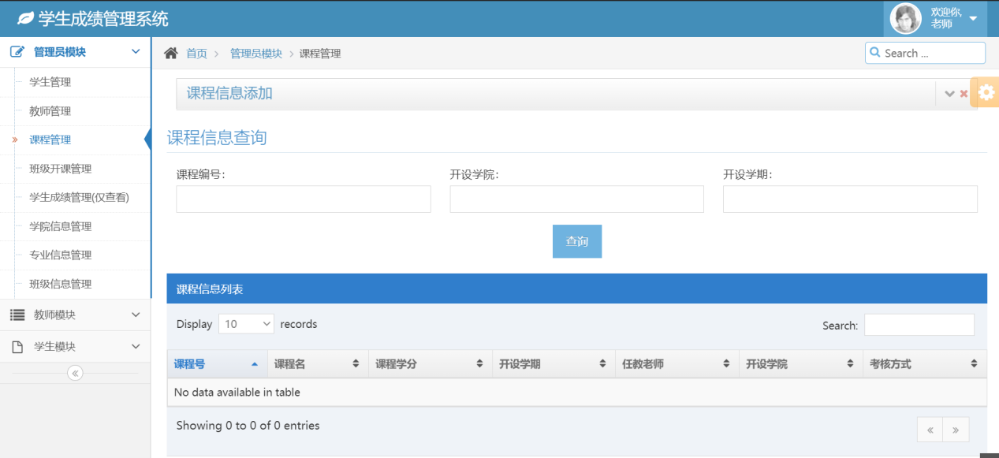 学生成绩管理系统
欢迎你,
老师
管理员模块
首页 > 管理员模块 > 课程管理
Search ...
学生管理
教师管理
» 课程管理
班级开课管理
学生成绩管理(仅查看)
学院信息管理
专业信息管理
班级信息管理
教师模块
学生模块
«
课程信息添加
课程信息查询
课程编号: 开设学院: 开设学期:
查询
课程信息列表
Display 10 records Search:
课程号 课程名 课程学分 开设学期 任教老师 开设学院 考核方式
No data available in table
Showing 0 to 0 of 0 entries
« »